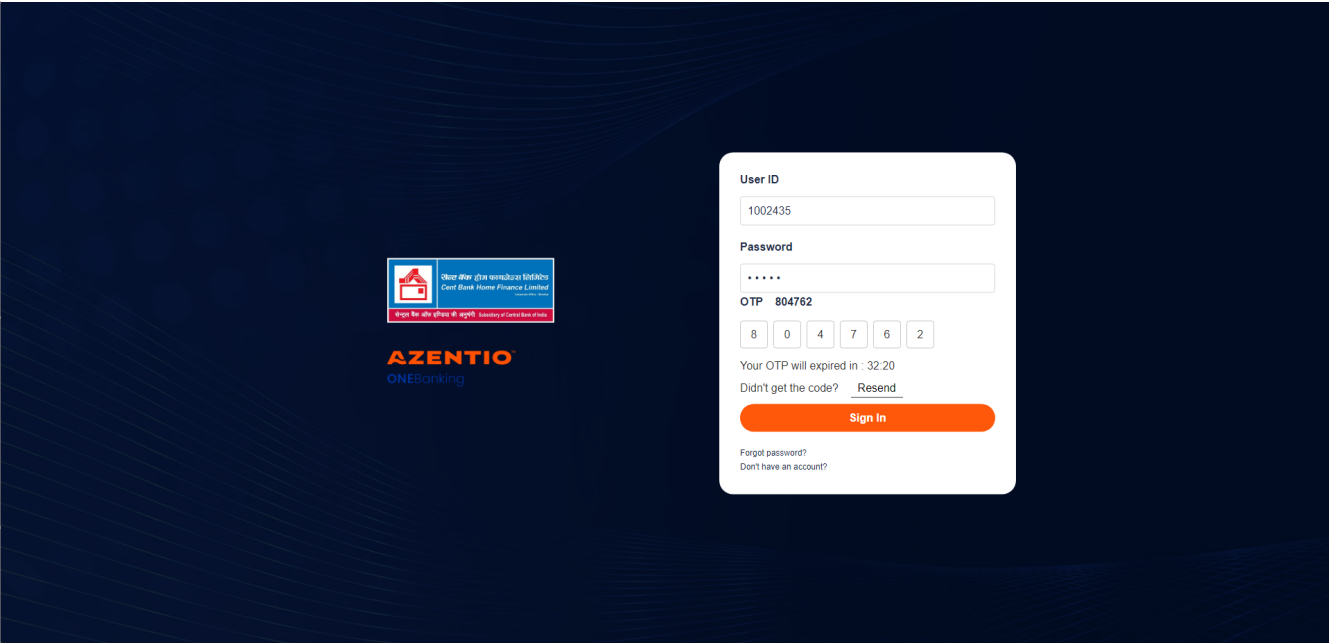 सेन्ट बैंक होम फायनेन्स लिमिटेड
Cent Bank Home Finance Limited
सेन्ट्रल बैंक ऑफ इण्डिया की अनुषंगी Subsidiary of Central Bank of India
AZENTIO
ONEBanking
User ID
1002435
Password
•••••
OTP 804762
8 0 4 7 6 2
Your OTP will expired in : 32:20
Didn't get the code? Resend
Sign In
Forgot password?
Don't have an account?